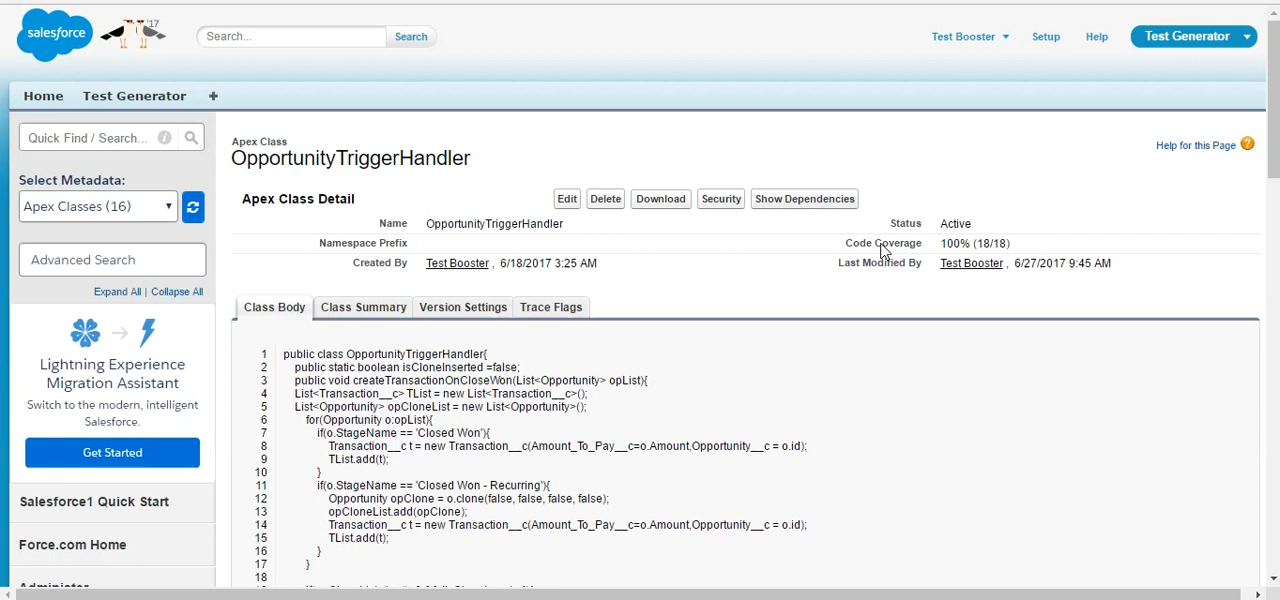 salesforce
'17
Search...
Search
Test Booster
Setup
Help
Test Generator
Home
Test Generator
+
Quick Find / Search...
Select Metadata:
Apex Classes (16)
Advanced Search
Expand All | Collapse All
Lightning Experience
Migration Assistant
Switch to the modern, intelligent
Salesforce.
Get Started
Salesforce1 Quick Start
Force.com Home
Administer
Apex Class
OpportunityTriggerHandler
Help for this Page
Apex Class Detail
Edit
Delete
Download
Security
Show Dependencies
Name OpportunityTriggerHandler
Status Active
Namespace Prefix
Code Coverage 100% (18/18)
Created By Test Booster , 6/18/2017 3:25 AM
Last Modified By Test Booster , 6/27/2017 9:45 AM
Class Body
Class Summary
Version Settings
Trace Flags
1 public class OpportunityTriggerHandler{
2 public static boolean isCloneInserted =false;
3 public void createTransactionOnCloseWon(List<Opportunity> opList){
4 List<Transaction__c> TList = new List<Transaction__c>();
5 List<Opportunity> opCloneList = new List<Opportunity>();
6 for(Opportunity o:opList){
7 if(o.StageName == 'Closed Won'){
8 Transaction__c t = new Transaction__c(Amount_To_Pay__c=o.Amount,Opportunity__c = o.id);
9 TList.add(t);
10 }
11 if(o.StageName == 'Closed Won - Recurring'){
12 Opportunity opClone = o.clone(false, false, false, false);
13 opCloneList.add(opClone);
14 Transaction__c t = new Transaction__c(Amount_To_Pay__c=o.Amount,Opportunity__c = o.id);
15 TList.add(t);
16 }
17 }
18